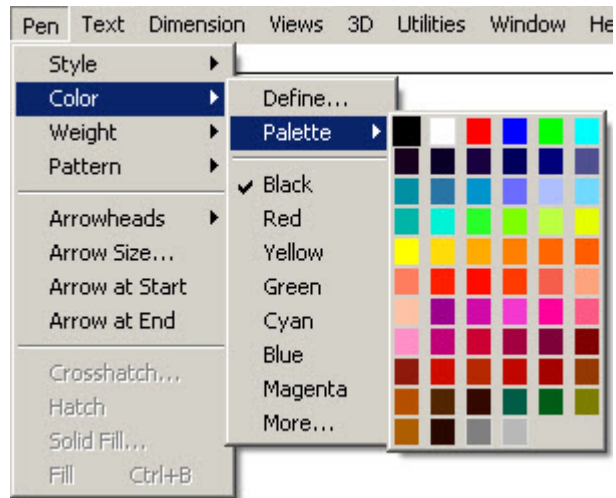 Pen Text Dimension Views 3D Utilities Window He
Style
Color
Weight
Pattern
Arrowheads
Arrow Size...
Arrow at Start
Arrow at End
Crosshatch...
Hatch
Solid Fill...
Fill Ctrl+B
Define...
Palette
Black
Red
Yellow
Green
Cyan
Blue
Magenta
More...